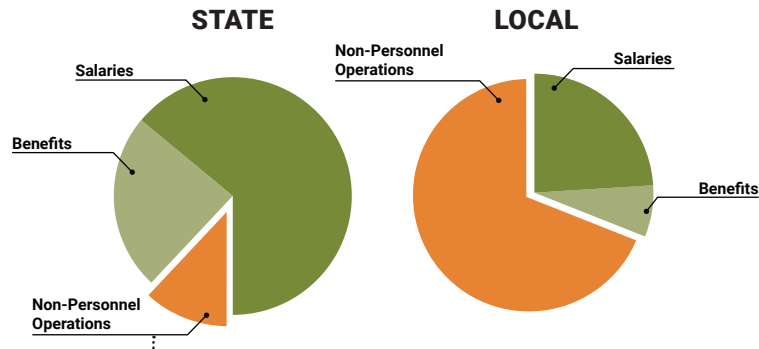 STATE
Salaries
Benefits
Non-Personnel
Operations
LOCAL
Non-Personnel
Operations
Salaries
Benefits